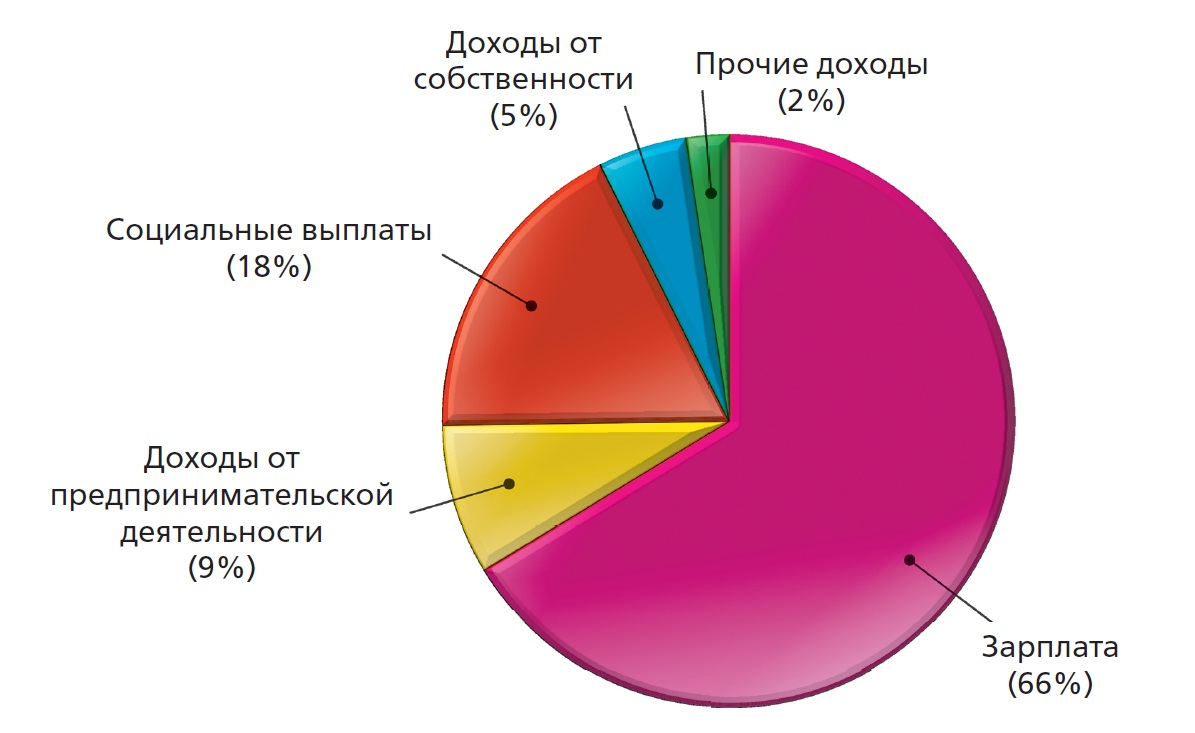 Доходы от
собственности
(5%)
Прочие доходы
(2%)
Социальные выплаты
(18%)
Доходы от
предпринимательской
деятельности
(9%)
Зарплата
(66%)